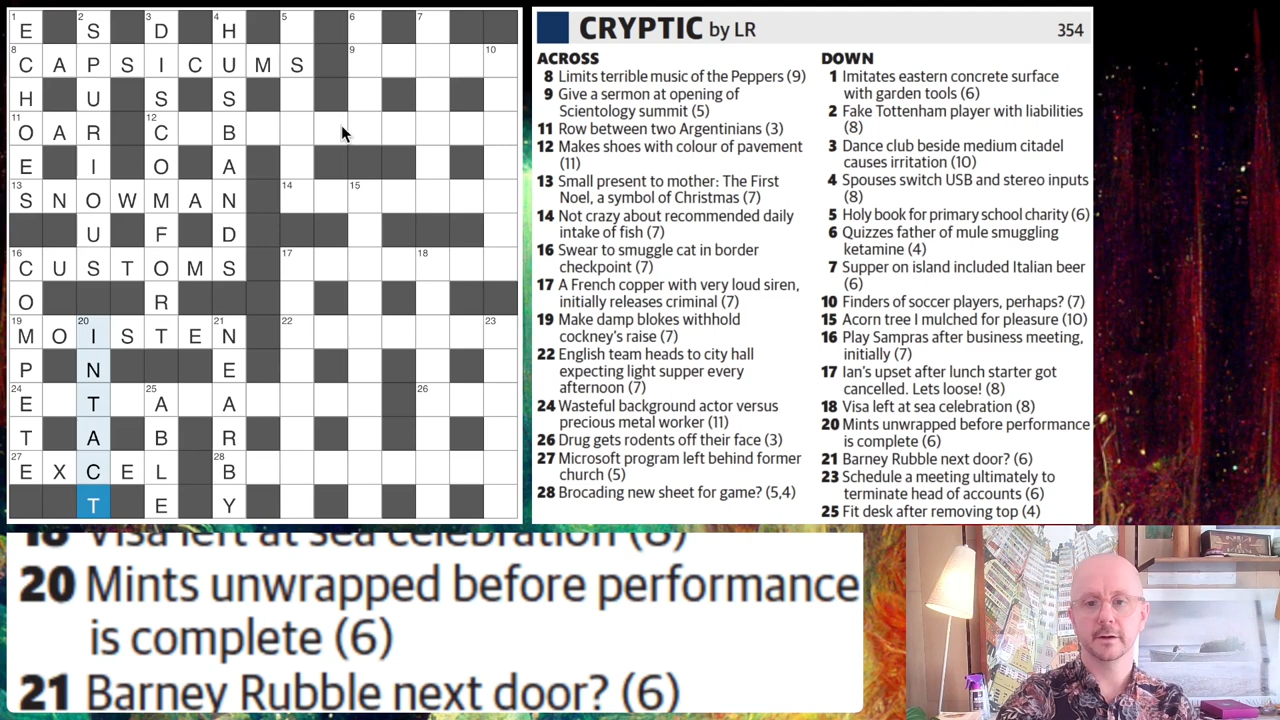 1 2 3 4 5 6 7
E S D H
8 9 10
C A P S I C U M S
H U S S
11 12
O A R C B
E I O A
13 14 15
S N O W M A N
U F D
16 17 18
C U S T O M S
O R
19 20 21 22 23
M O I S T E N
P N E
24 25 26
E T A A
T A B R
27 28
E X C E L B
T E Y
CRYPTIC by LR 354
ACROSS
8 Limits terrible music of the Peppers (9)
9 Give a sermon at opening of
Scientology summit (5)
11 Row between two Argentinians (3)
12 Makes shoes with colour of pavement
(11)
13 Small present to mother: The First
Noel, a symbol of Christmas (7)
14 Not crazy about recommended daily
intake of fish (7)
16 Swear to smuggle cat in border
checkpoint (7)
17 A French copper with very loud siren,
initially releases criminal (7)
19 Make damp blokes withhold
cockney's raise (7)
22 English team heads to city hall
expecting light supper every
afternoon (7)
24 Wasteful background actor versus
precious metal worker (11)
26 Drug gets rodents off their face (3)
27 Microsoft program left behind former
church (5)
28 Brocading new sheet for game? (5,4)
DOWN
1 Imitates eastern concrete surface
with garden tools (6)
2 Fake Tottenham player with liabilities
(8)
3 Dance club beside medium citadel
causes irritation (10)
4 Spouses switch USB and stereo inputs
(8)
5 Holy book for primary school charity (6)
6 Quizzes father of mule smuggling
ketamine (4)
7 Supper on island included Italian beer
(6)
10 Finders of soccer players, perhaps? (7)
15 Acorn tree I mulched for pleasure (10)
16 Play Sampras after business meeting,
initially (7)
17 Ian's upset after lunch starter got
cancelled. Lets loose! (8)
18 Visa left at sea celebration (8)
20 Mints unwrapped before performance
is complete (6)
21 Barney Rubble next door? (6)
23 Schedule a meeting ultimately to
terminate head of accounts (6)
25 Fit desk after removing top (4)
18 Visa left at sea celebration (8)
20 Mints unwrapped before performance
is complete (6)
21 Barney Rubble next door? (6)